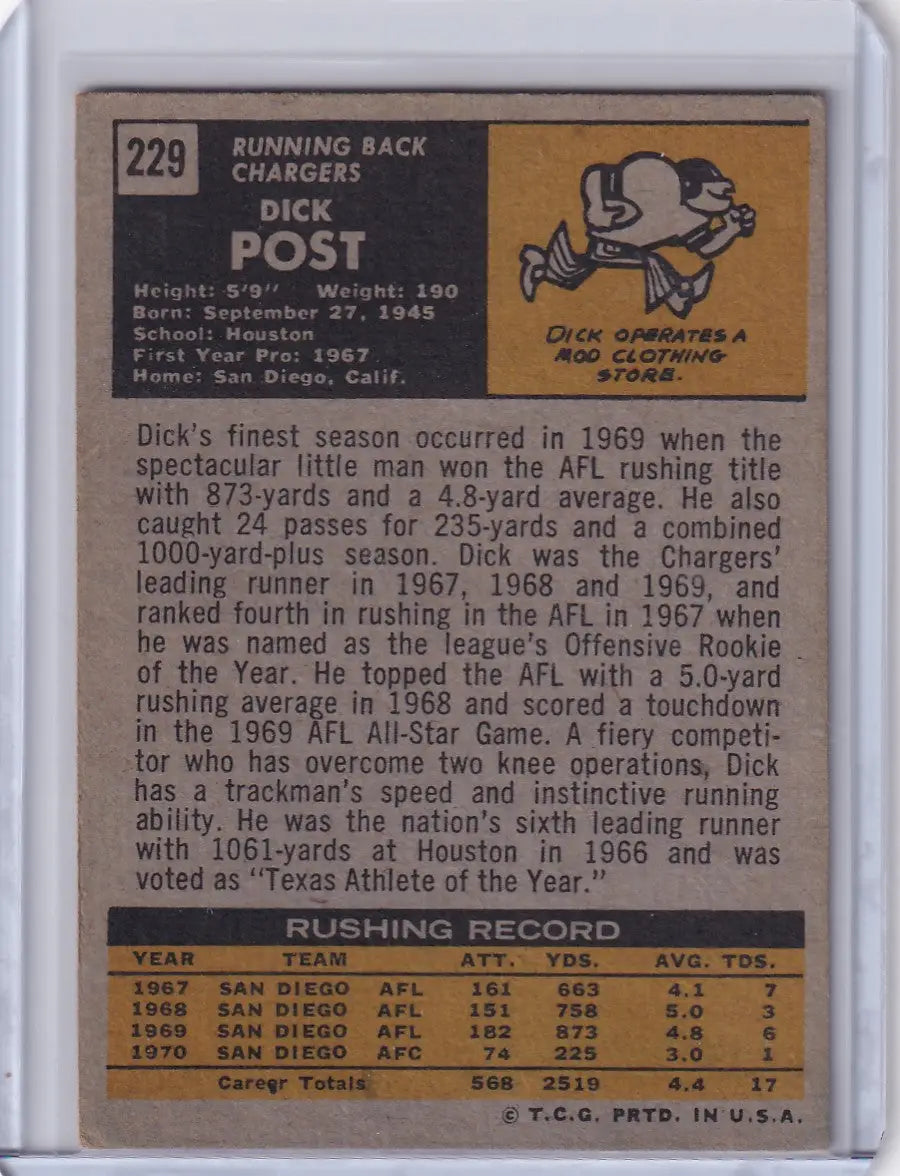 229
RUNNING BACK
CHARGERS
DICK
POST
Height: 5'9" Weight: 190
Born: September 27, 1945
School: Houston
First Year Pro: 1967
Home: San Diego, Calif.
DICK OPERATES A
MOD CLOTHING
STORE.
Dick's finest season occurred in 1969 when the
spectacular little man won the AFL rushing title
with 873-yards and a 4.8-yard average. He also
caught 24 passes for 235-yards and a combined
1000-yard-plus season. Dick was the Chargers'
leading runner in 1967, 1968 and 1969, and
ranked fourth in rushing in the AFL in 1967 when
he was named as the league's Offensive Rookie
of the Year. He topped the AFL with a 5.0-yard
rushing average in 1968 and scored a touchdown
in the 1969 AFL All-Star Game. A fiery competi-
tor who has overcome two knee operations, Dick
has a trackman's speed and instinctive running
ability. He was the nation's sixth leading runner
with 1061-yards at Houston in 1966 and was
voted as "Texas Athlete of the Year."
RUSHING RECORD
YEAR TEAM ATT. YDS. AVG. TDS.
1967 SAN DIEGO AFL 161 663 4.1 7
1968 SAN DIEGO AFL 151 758 5.0 3
1969 SAN DIEGO AFL 182 873 4.8 6
1970 SAN DIEGO AFC 74 225 3.0 1
Career Totals 568 2519 4.4 17
© T.C.G. PRTD. IN U.S.A.